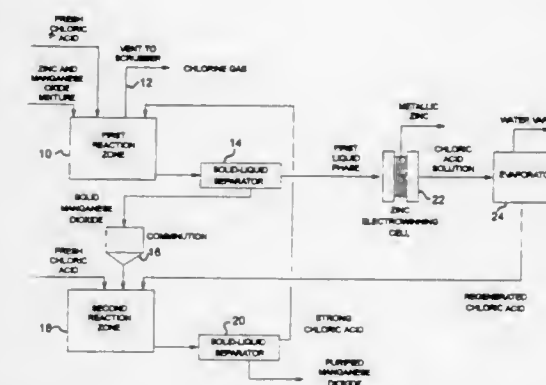 FRESH
CHLORIC
ACID
ZINC AND
MANGANESE
OXIDE
MIXTURE
VENT TO
SCRUBBER
12
CHLORINE GAS
FIRST
REACTION
ZONE
10
14
SOLID-LIQUID
SEPARATOR
FIRST
LIQUID
PHASE
METALLIC
ZINC
CHLORIC
ACID
SOLUTION
22
ZINC
ELECTROWINNING
CELL
WATER VAP
EVAPORATO
24
SOLID
MANGANESE
DIOXIDE
COMMINUTION
16
FRESH
CHLORIC
ACID
SECOND
REACTION
ZONE
18
20
SOLID-LIQUID
SEPARATOR
STRONG
CHLORIC ACID
REGENERATED
CHLORIC ACID
PURIFIED
MANGANESE
DIOXIDE